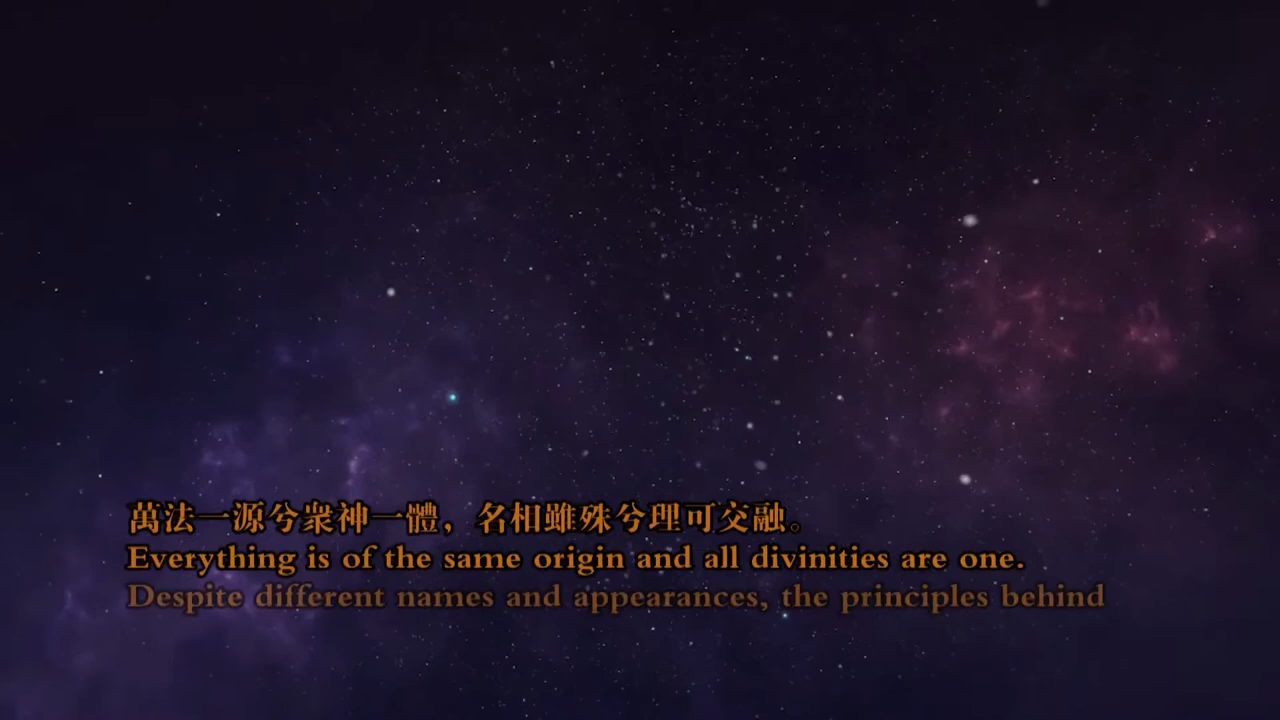 萬法一源兮衆神一體，名相雖殊兮理可交融。
Everything is of the same origin and all divinities are one.
Despite different names and appearances, the principles behind